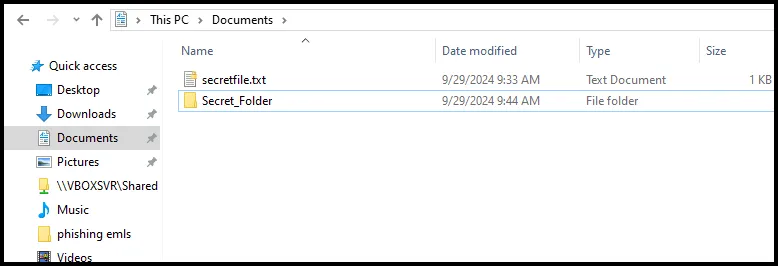 This PC > Documents >
Name Date modified Type Size
Quick access
secretfile.txt 9/29/2024 9:33 AM Text Document 1 KB
Desktop
Secret_Folder 9/29/2024 9:44 AM File folder
Downloads
Documents
Pictures
\\VBOXSVR\Shared
Music
phishing emls
Videos